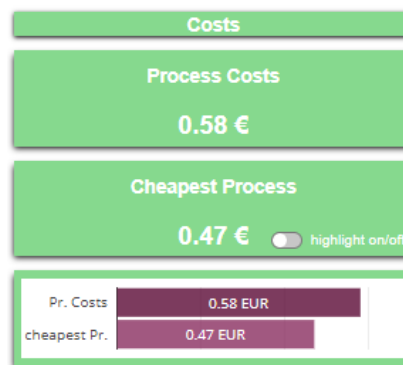 Costs
Process Costs
0.58 €
Cheapest Process
0.47 €
highlight on/off
Pr. Costs
0.58 EUR
cheapest Pr.
0.47 EUR